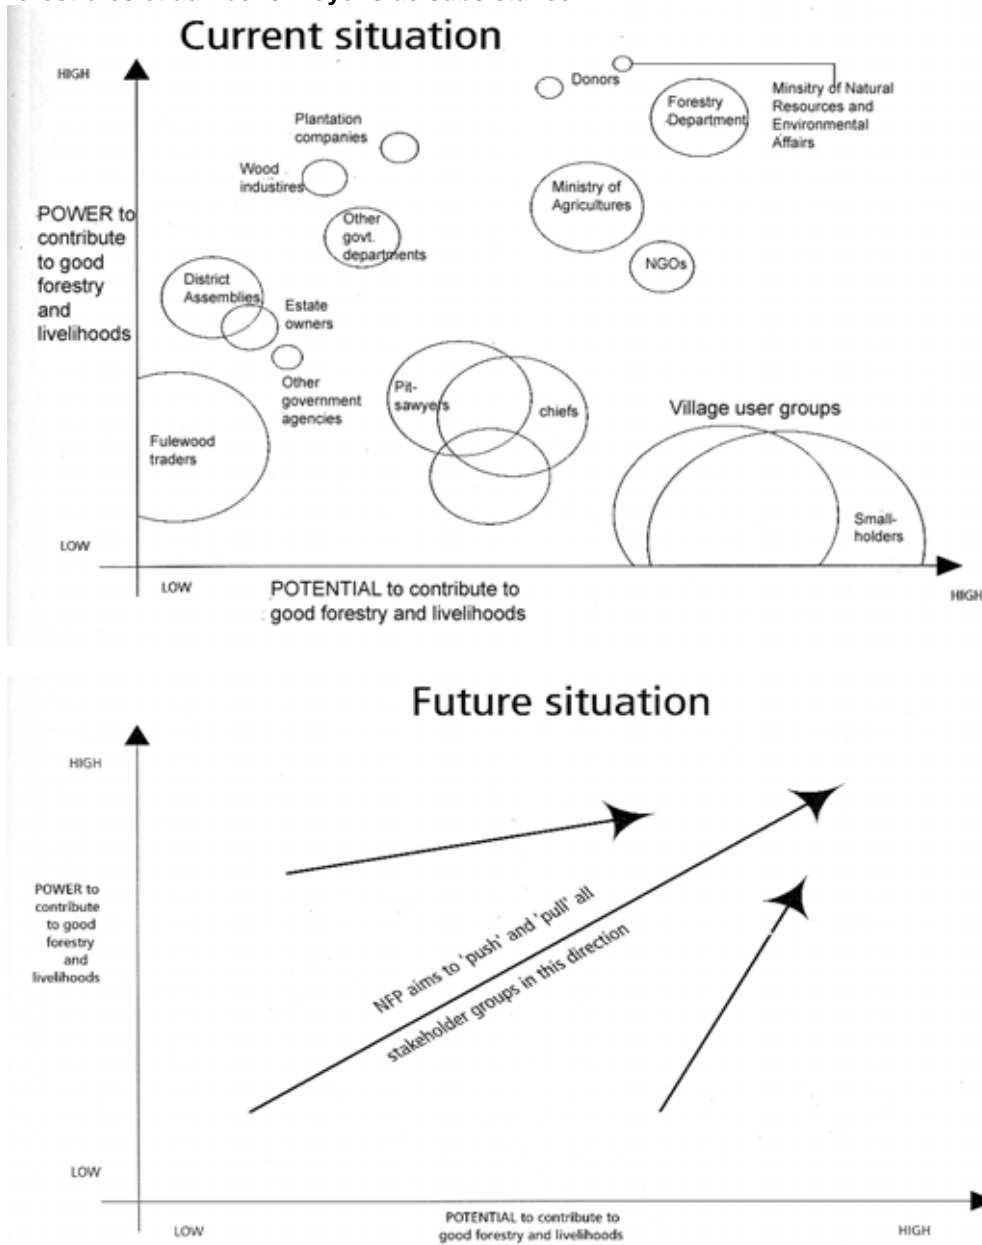 Current situation
HIGH
Donors
Forestry
Department
Minsitry of Natural
Resources and
Environmental
Affairs
Plantation
companies
Wood
industires
Ministry of
Agricultures
POWER to
contribute
to good
forestry
and
livelihoods
Other
govt.
departments
NGOs
District
Assemblies
Estate
owners
Other
government
agencies
Pit-
sawyers
chiefs
Village user groups
Fulewood
traders
Small-
holders
LOW
LOW
POTENTIAL to contribute to
good forestry and livelihoods
HIGH
Future situation
HIGH
POWER to
contribute
to good
forestry
and
livelihoods
NFP aims to 'push' and 'pull' all
stakeholder groups in this direction
LOW
LOW
POTENTIAL to contribute to
good forestry and livelihoods
HIGH